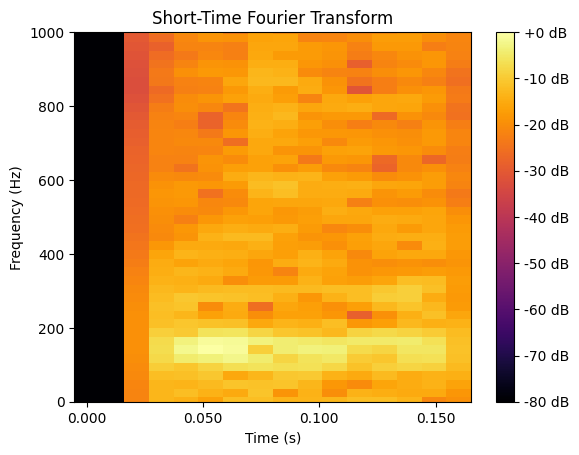 Short-Time Fourier Transform
1000
800
600
400
200
0
Frequency (Hz)
0.000
0.050
0.100
0.150
Time (s)
+0 dB
-10 dB
-20 dB
-30 dB
-40 dB
-50 dB
-60 dB
-70 dB
-80 dB